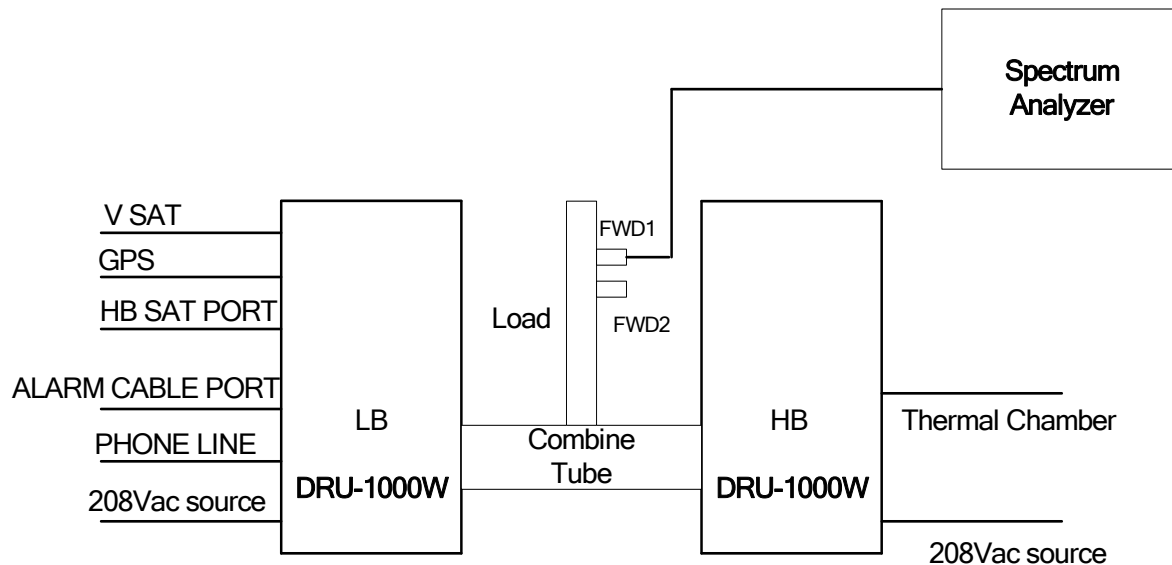 Spectrum
Analyzer
V SAT
GPS
HB SAT PORT
ALARM CABLE PORT
PHONE LINE
208Vac source
LB
DRU-1000W
Load
FWD1
FWD2
Combine
Tube
HB
DRU-1000W
Thermal Chamber
208Vac source